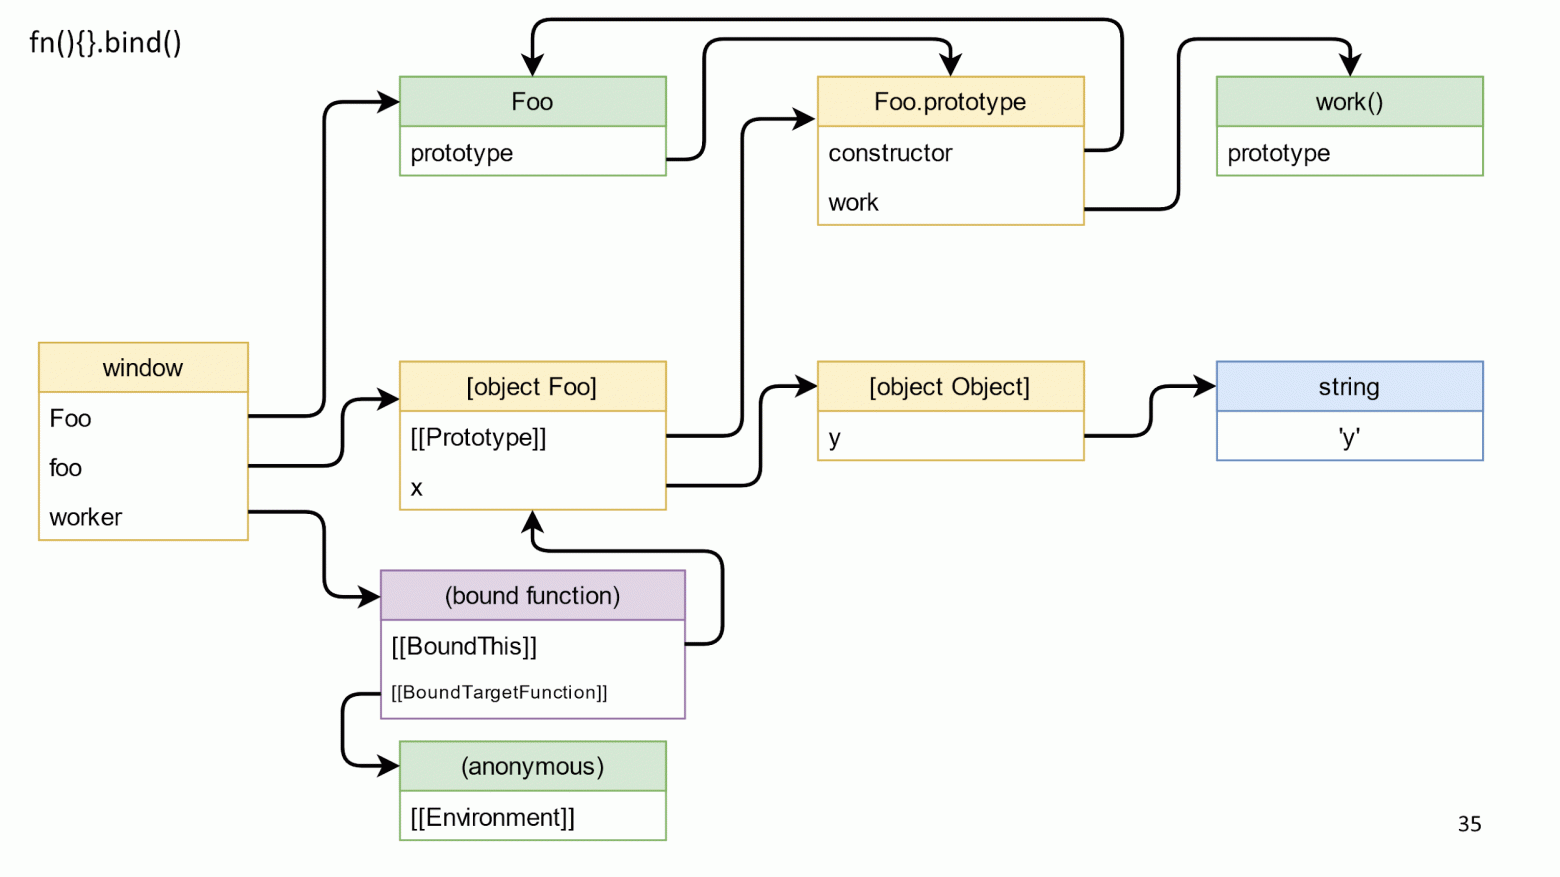 fn(){}.bind()
Foo
prototype
Foo.prototype
constructor
work
work()
prototype
window
Foo
foo
worker
[object Foo]
[[Prototype]]
x
[object Object]
y
string
'y'
(bound function)
[[BoundThis]]
[[BoundTargetFunction]]
(anonymous)
[[Environment]]
35